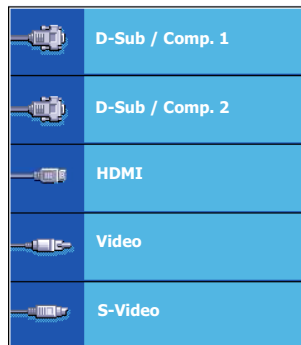 D-Sub / Comp. 1
D-Sub / Comp. 2
HDMI
Video
S-Video